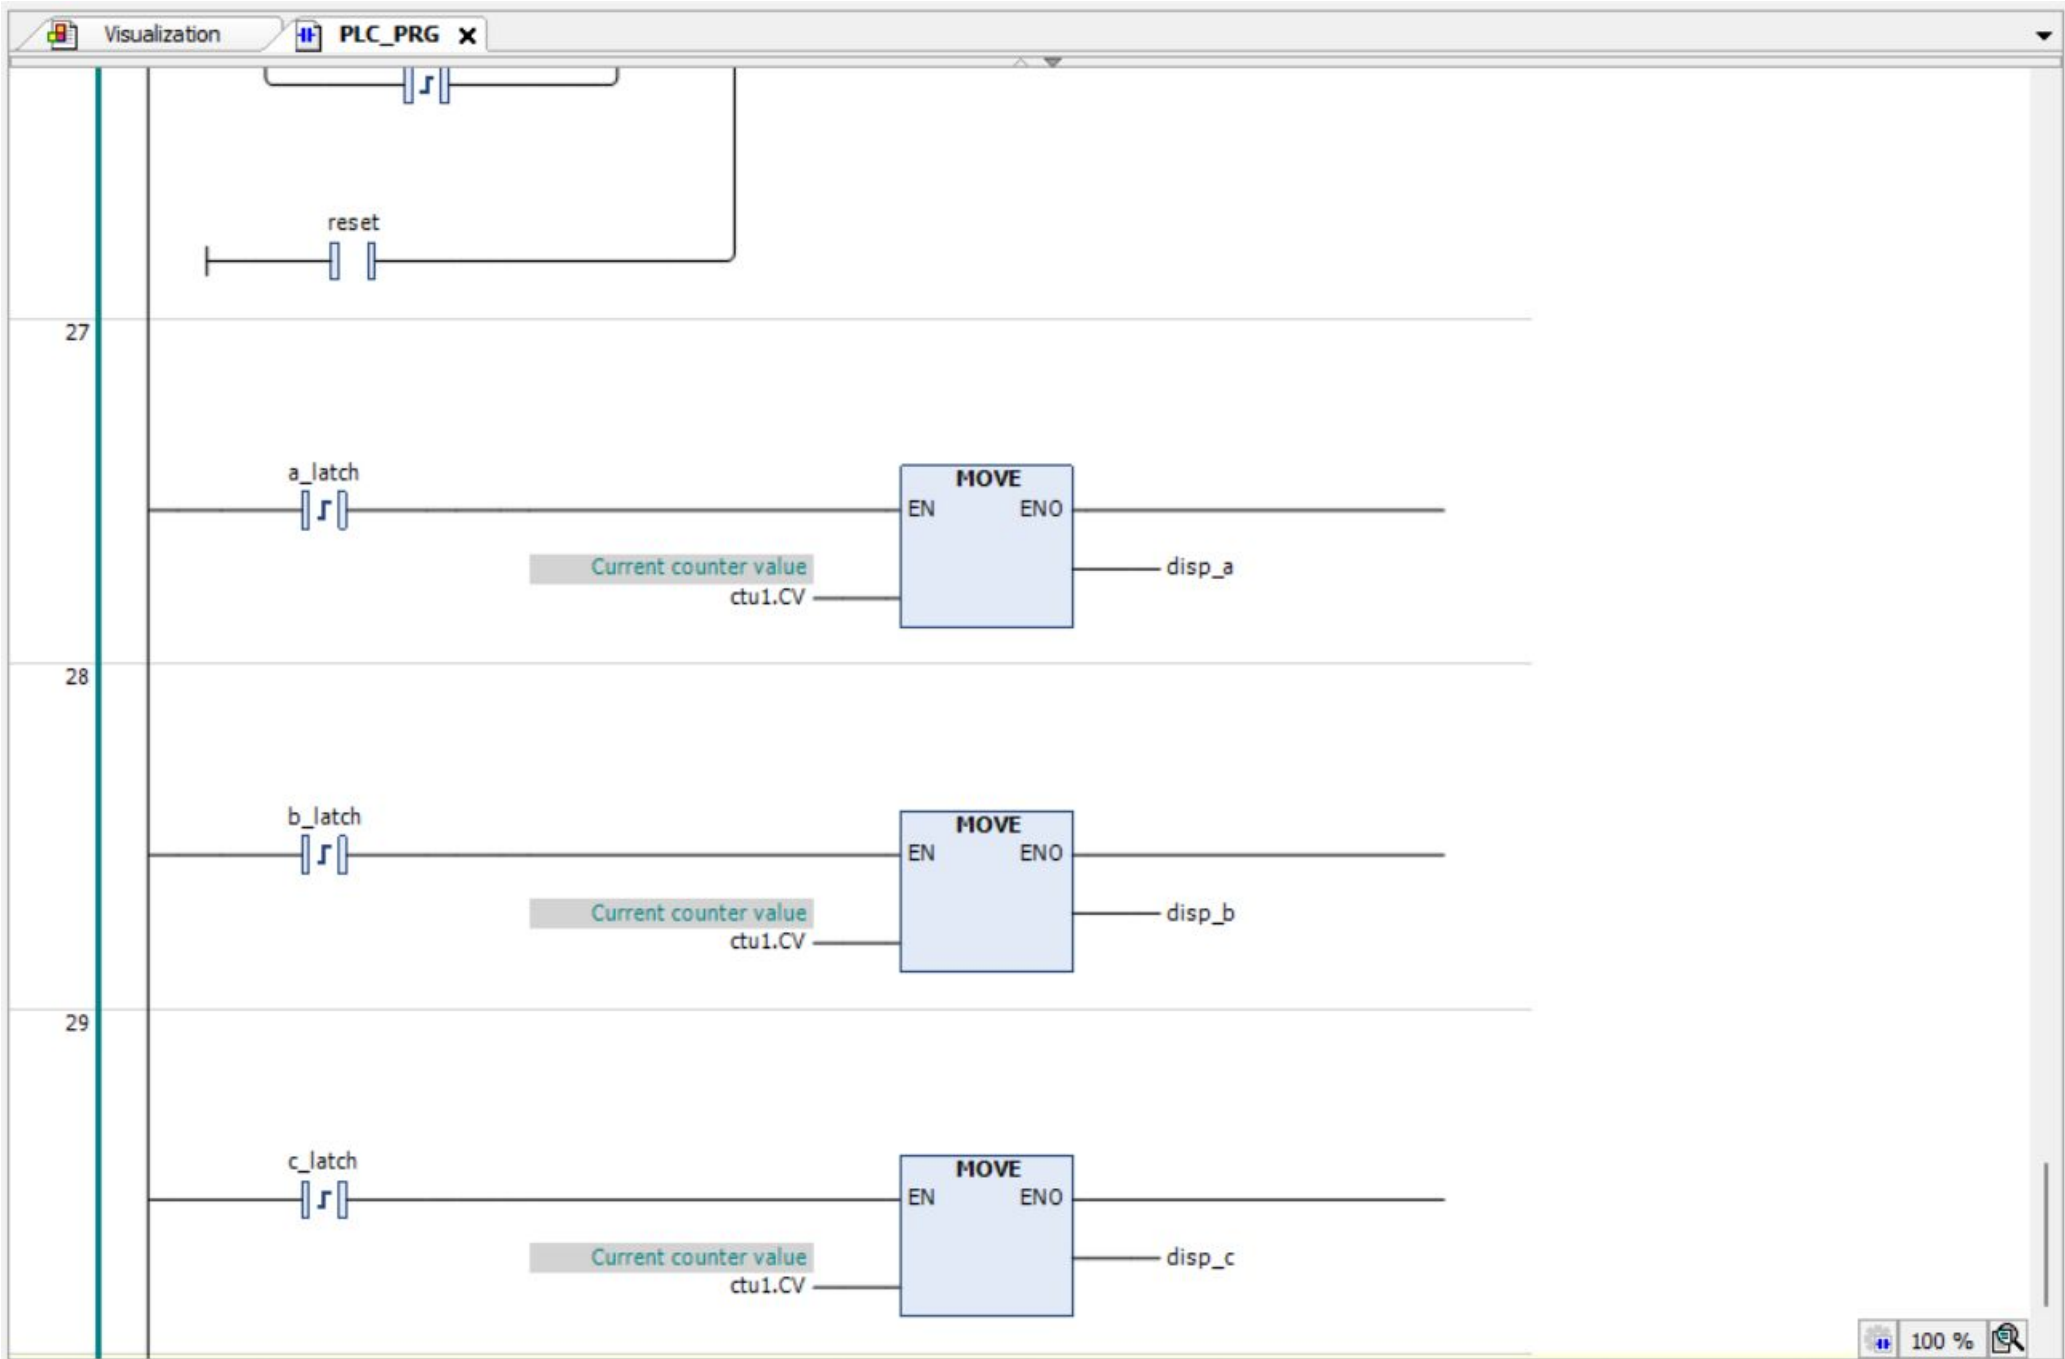 Visualization
PLC_PRG
reset
27
a_latch
MOVE
EN ENO
Current counter value
disp_a
ctu1.CV
28
b_latch
MOVE
EN ENO
Current counter value
disp_b
ctu1.CV
29
c_latch
MOVE
EN ENO
Current counter value
disp_c
ctu1.CV
100 %